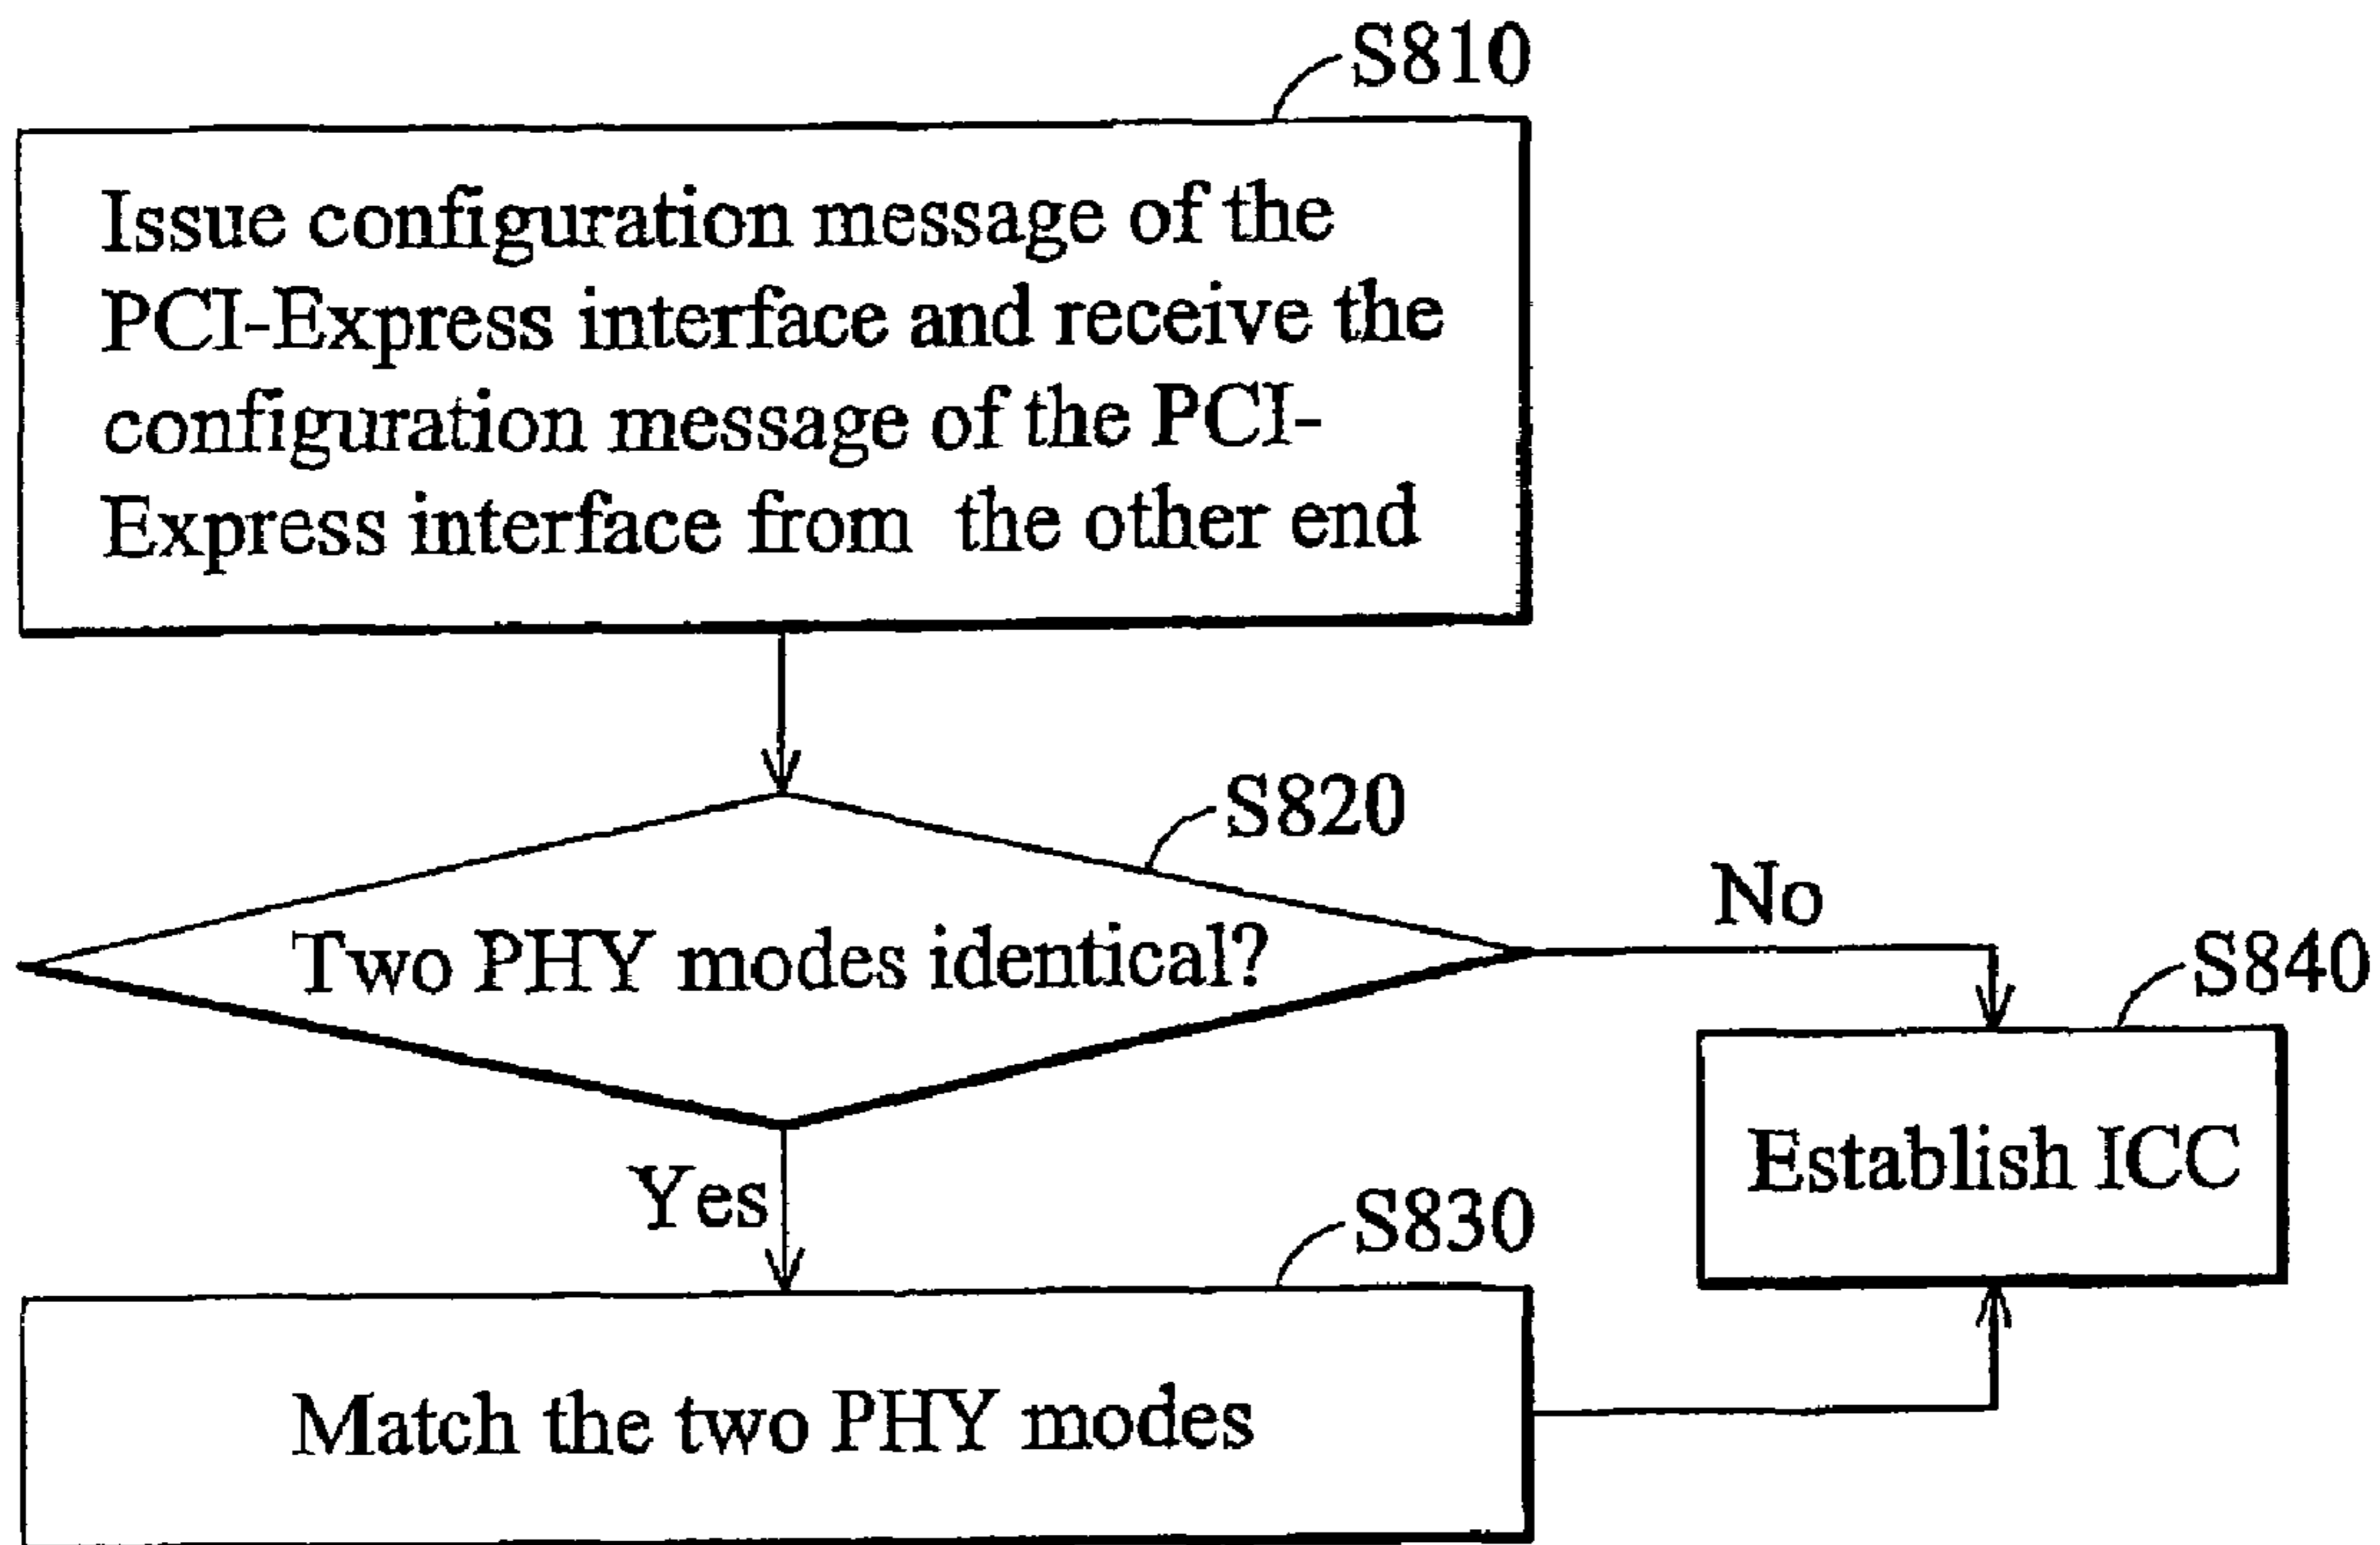 S810
Issue configuration message of the
PCI-Express interface and receive the
configuration message of the PCI-
Express interface from the other end
S820
Two PHY modes identical?
No
S840
Establish ICC
Yes
S830
Match the two PHY modes